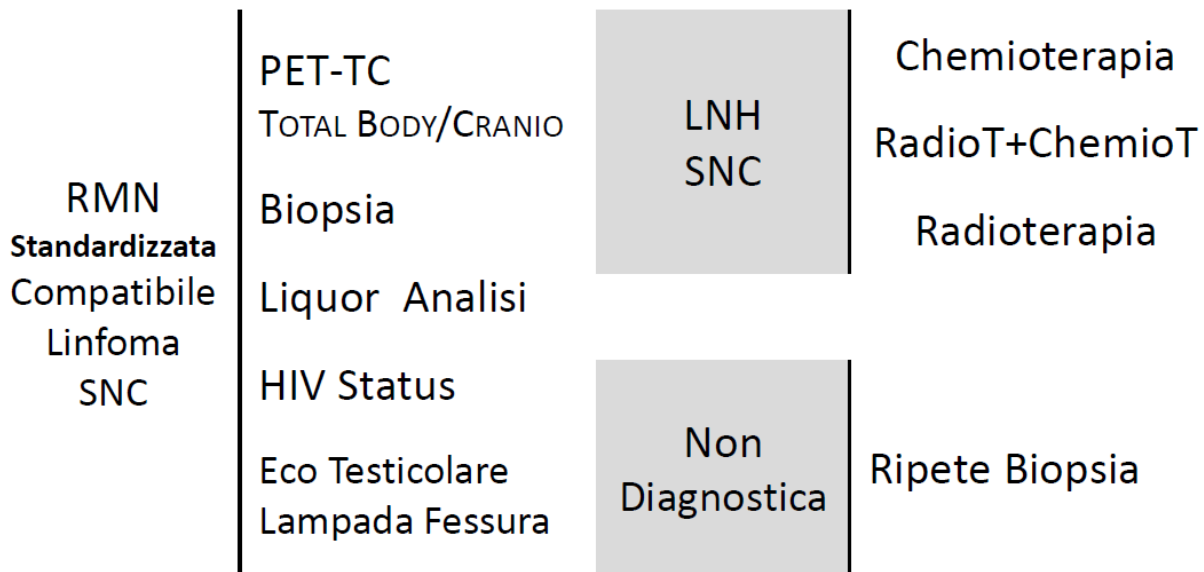 RMN
Standardizzata
Compatibile
Linfoma
SNC
PET-TC
TOTAL BODY/CRANIO
Biopsia
Liquor Analisi
HIV Status
Eco Testicolare
Lampada Fessura
LNH
SNC
Non
Diagnostica
Chemioterapia
RadioT+ChemioT
Radioterapia
Ripete Biopsia